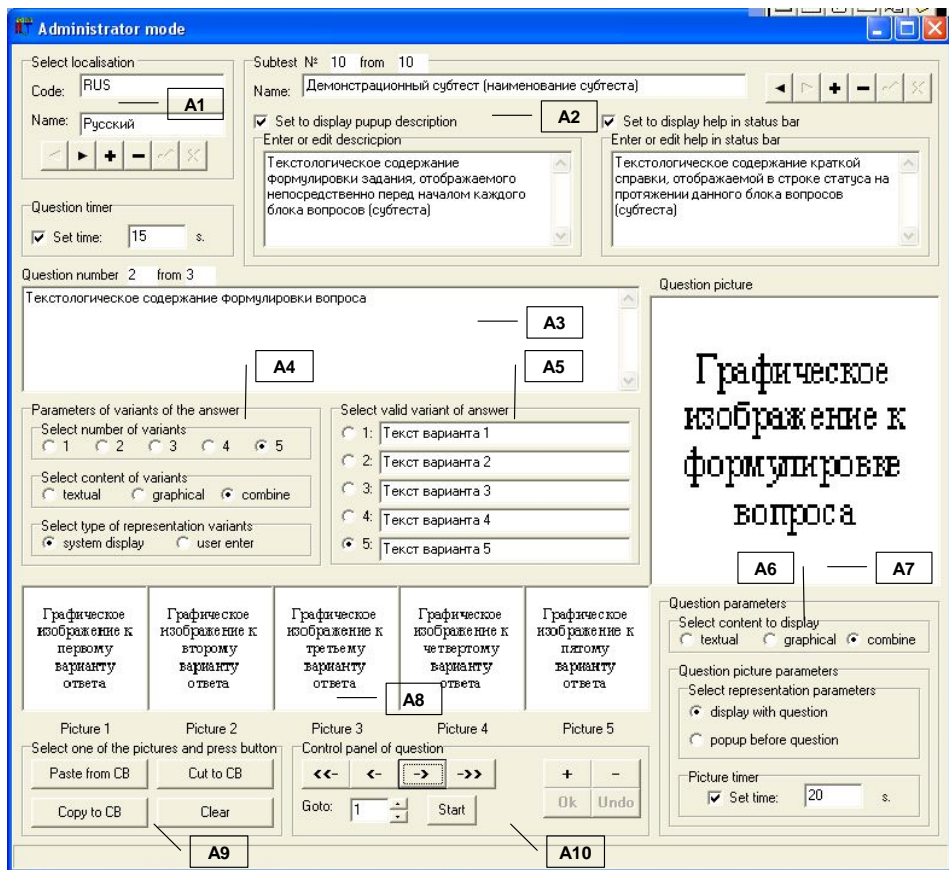 Administrator mode
Select localisation
Code: RUS
A1
Name: Русский
Question timer
Set time: 15 s.
Subtest № 10 from 10
Name: Демонстрационный субтест (наименование субтеста)
A2
Set to display pupup description
Enter or edit descricpion
Текстологическое содержание
формулировки задания, отображаемого
непосредственно перед началом каждого
блока вопросов (субтеста)
Set to display help in status bar
Enter or edit help in status bar
Текстологическое содержание краткой
справки, отображаемой в строке статуса на
протяжении данного блока вопросов
(субтеста)
Question number 2 from 3
Текстологическое содержание формулировки вопроса
A3
A4
A5
Question picture
Графическое
изображение к
формулировке
вопроса
A6
A7
Parameters of variants of the answer
Select number of variants
1 2 3 4 5
Select content of variants
textual graphical combine
Select type of representation variants
system display user enter
Select valid variant of answer
1: Текст варианта 1
2: Текст варианта 2
3: Текст варианта 3
4: Текст варианта 4
5: Текст варианта 5
Графическое
изображение к
первому
варианту
ответа
Picture 1
Графическое
изображение к
второму
варианту
ответа
Picture 2
Графическое
изображение к
третьему
варианту
ответа
Picture 3
A8
Графическое
изображение к
четвертому
варианту
ответа
Picture 4
Графическое
изображение к
пятому
варианту
ответа
Picture 5
Question parameters
Select content to display
textual graphical combine
Question picture parameters
Select representation parameters
display with question
popup before question
Picture timer
Set time: 20 s.
Select one of the pictures and press button
Paste from CB Cut to CB
Copy to CB Clear
A9
Control panel of question
<<- <- -> ->> + -
Goto: 1 Start Ok Undo
A10